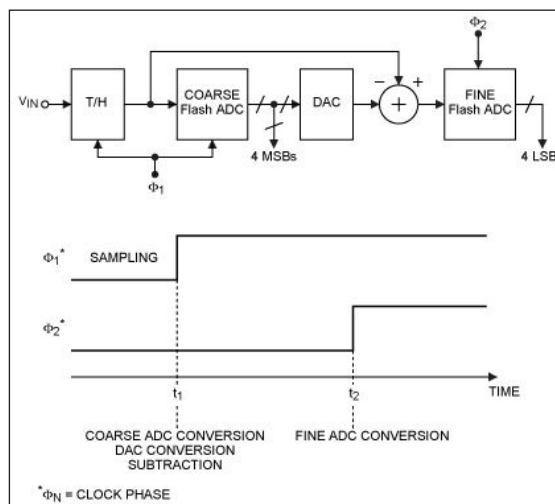 Φ2
VIN
T/H
COARSE
Flash ADC
DAC
− +
+
FINE
Flash ADC
4 MSBs
4 LSB
Φ1
Φ1* SAMPLING
Φ2*
t1 t2 TIME
COARSE ADC CONVERSION
DAC CONVERSION
SUBTRACTION
FINE ADC CONVERSION
*ΦN = CLOCK PHASE